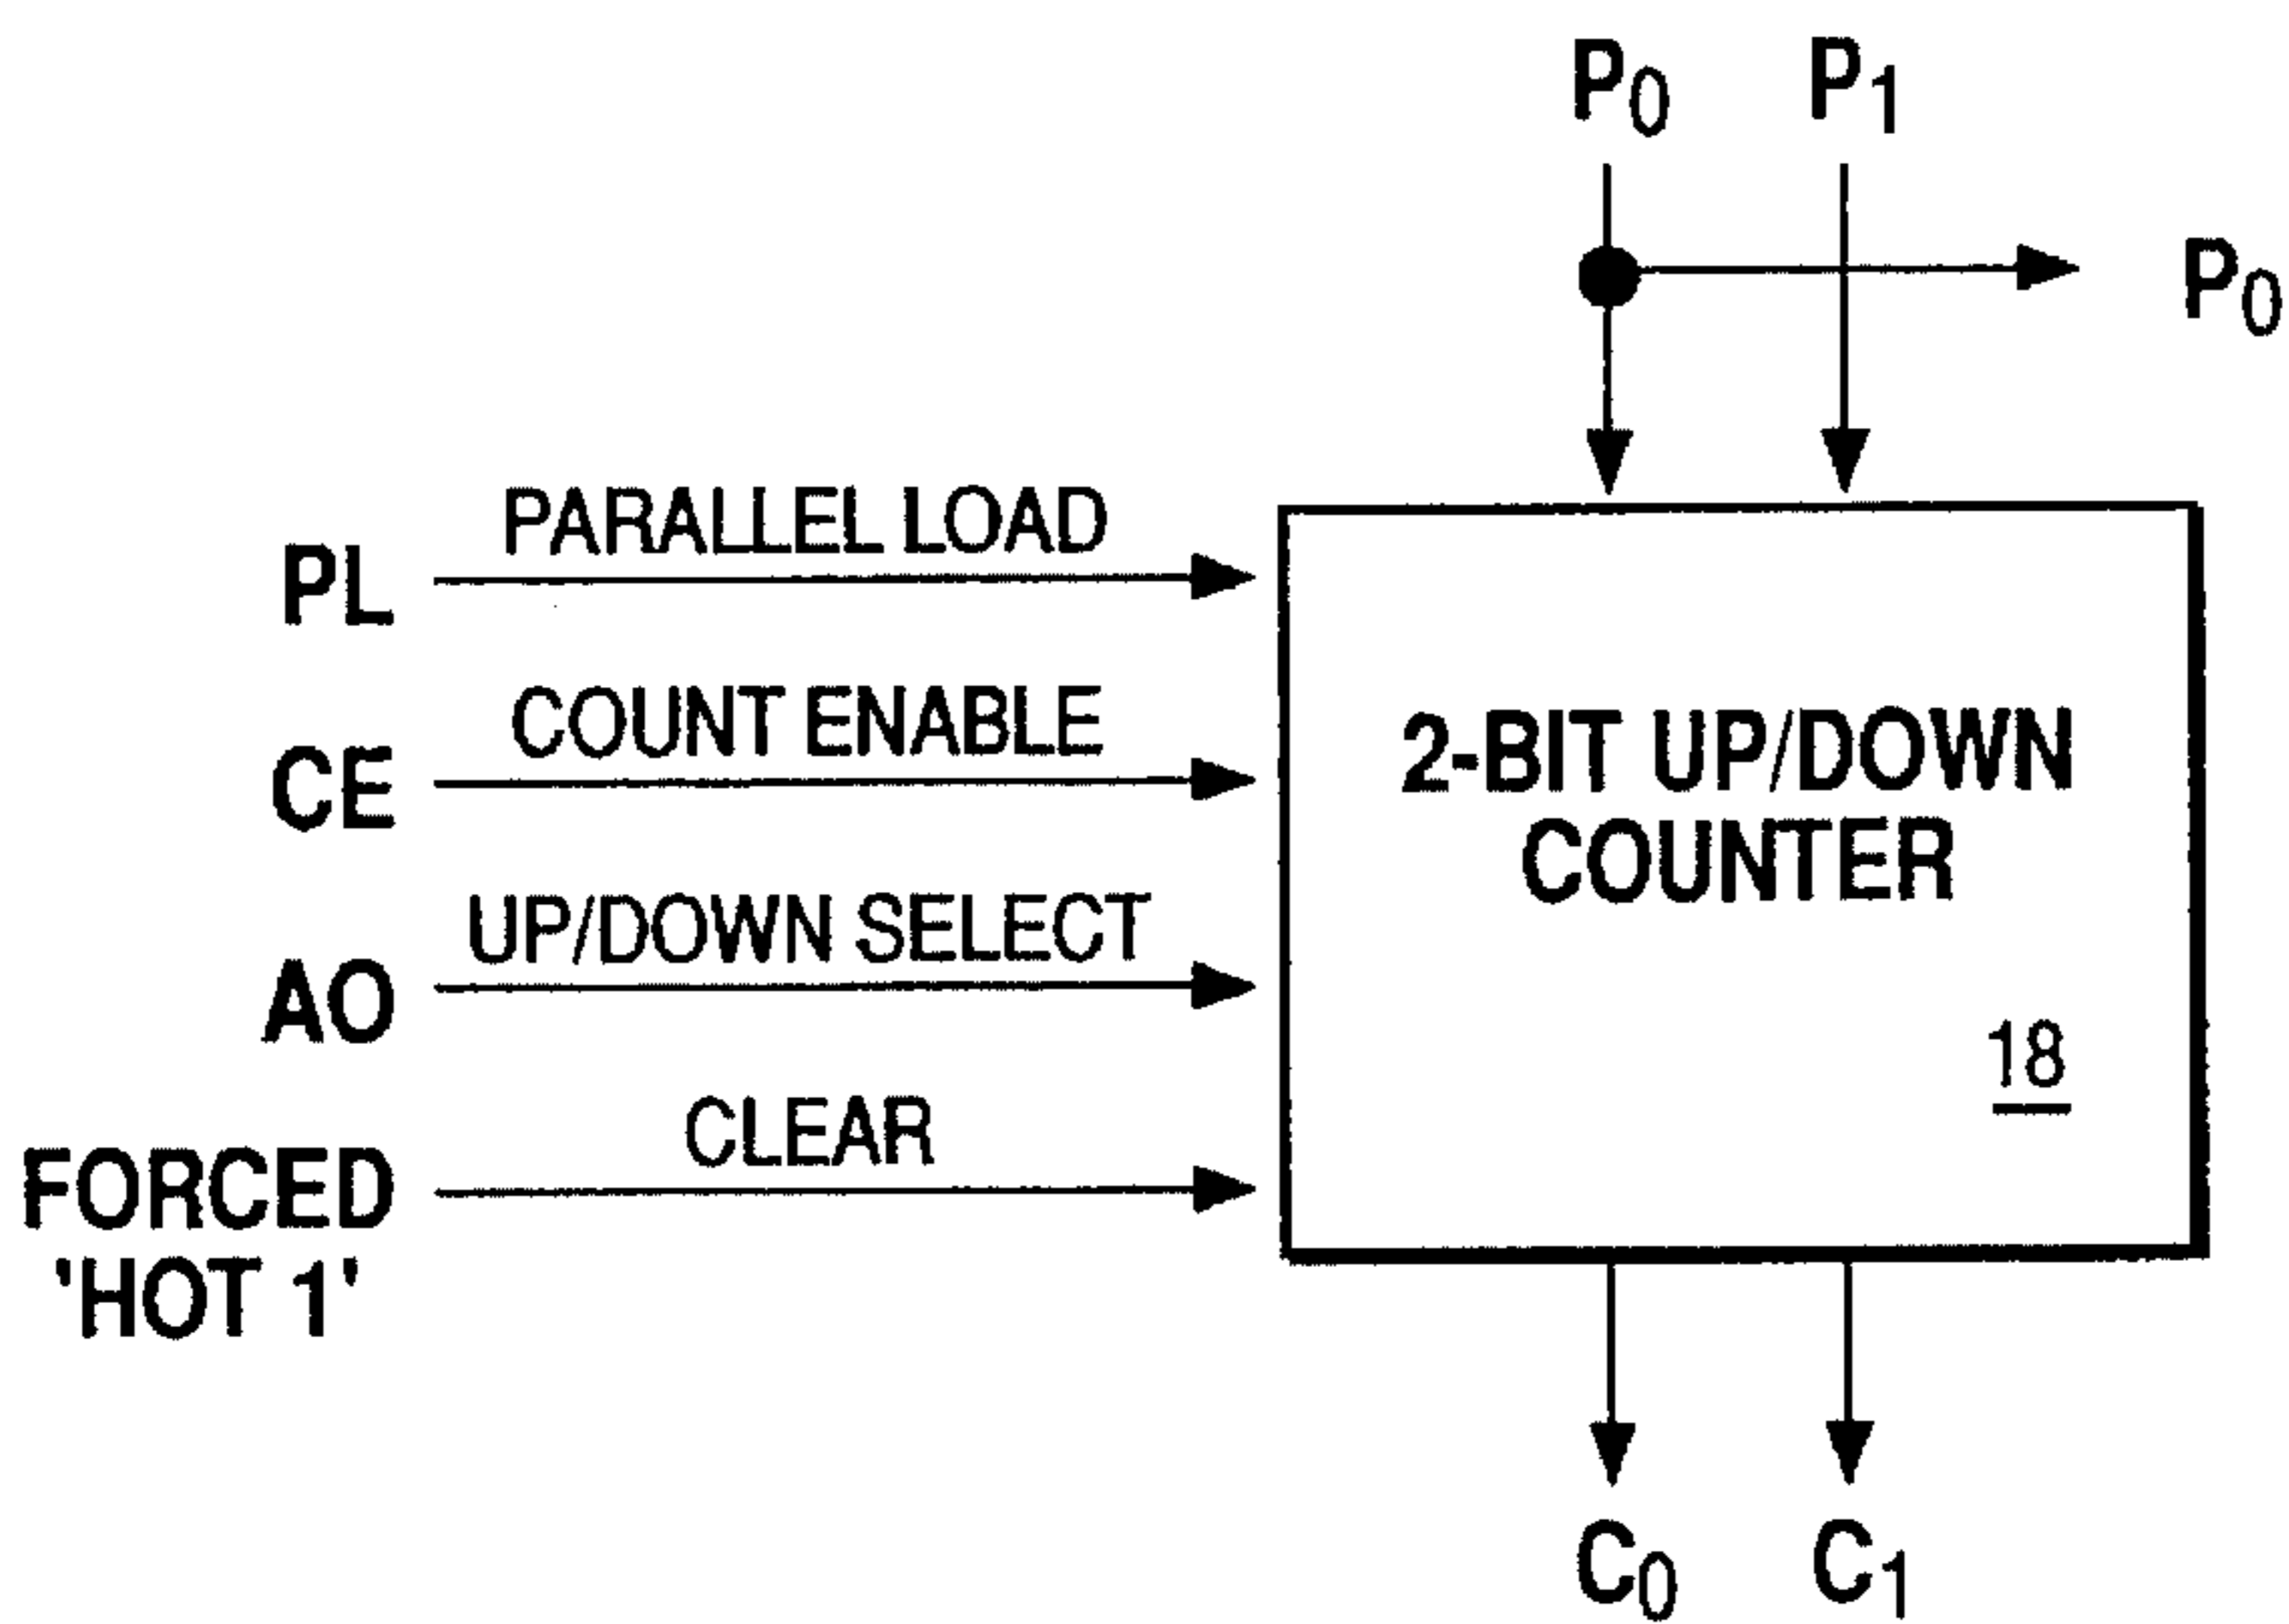 P0 P1
P0
PARALLEL LOAD
PL
COUNT ENABLE
CE
2-BIT UP/DOWN
COUNTER
UP/DOWN SELECT
AO
18
CLEAR
FORCED
'HOT 1'
C0 C1